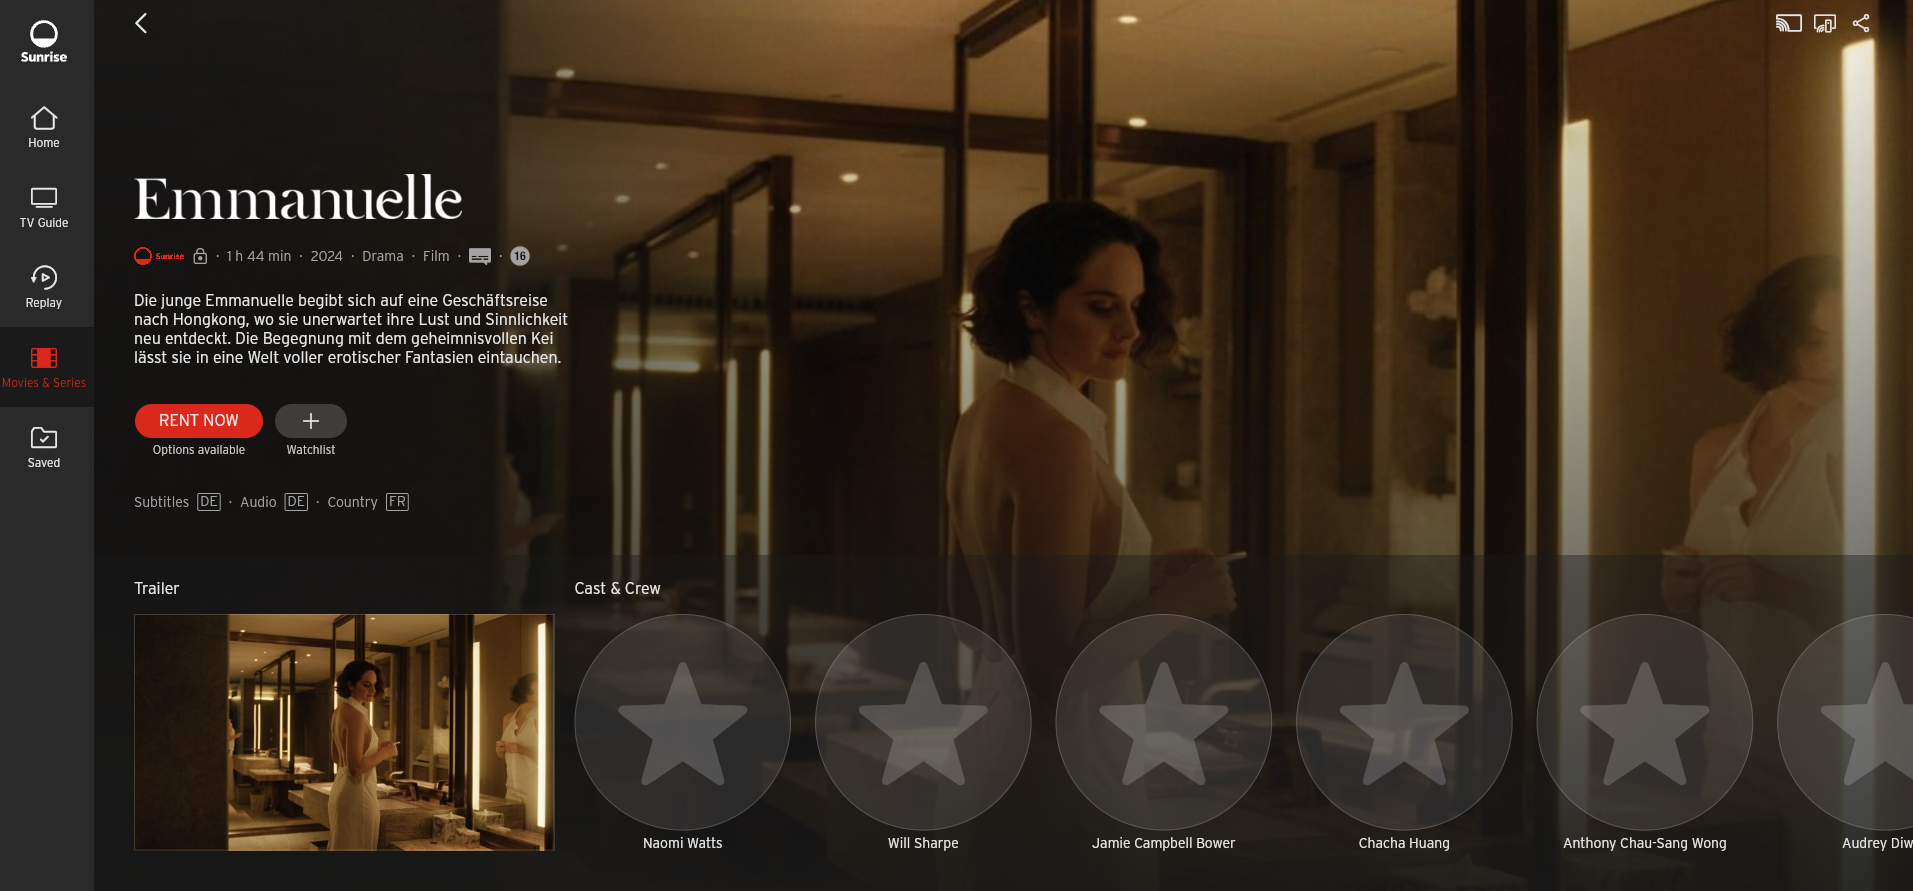 Sunrise
Home
TV Guide
Replay
Movies & Series
Saved
Emmanuelle
Sunrise · 1 h 44 min · 2024 · Drama · Film · · 16
Die junge Emmanuelle begibt sich auf eine Geschäftsreise
nach Hongkong, wo sie unerwartet ihre Lust und Sinnlichkeit
neu entdeckt. Die Begegnung mit dem geheimnisvollen Kei
lässt sie in eine Welt voller erotischer Fantasien eintauchen.
RENT NOW
Options available
Watchlist
Subtitles DE · Audio DE · Country FR
Trailer
Cast & Crew
Naomi Watts
Will Sharpe
Jamie Campbell Bower
Chacha Huang
Anthony Chau-Sang Wong
Audrey Diw